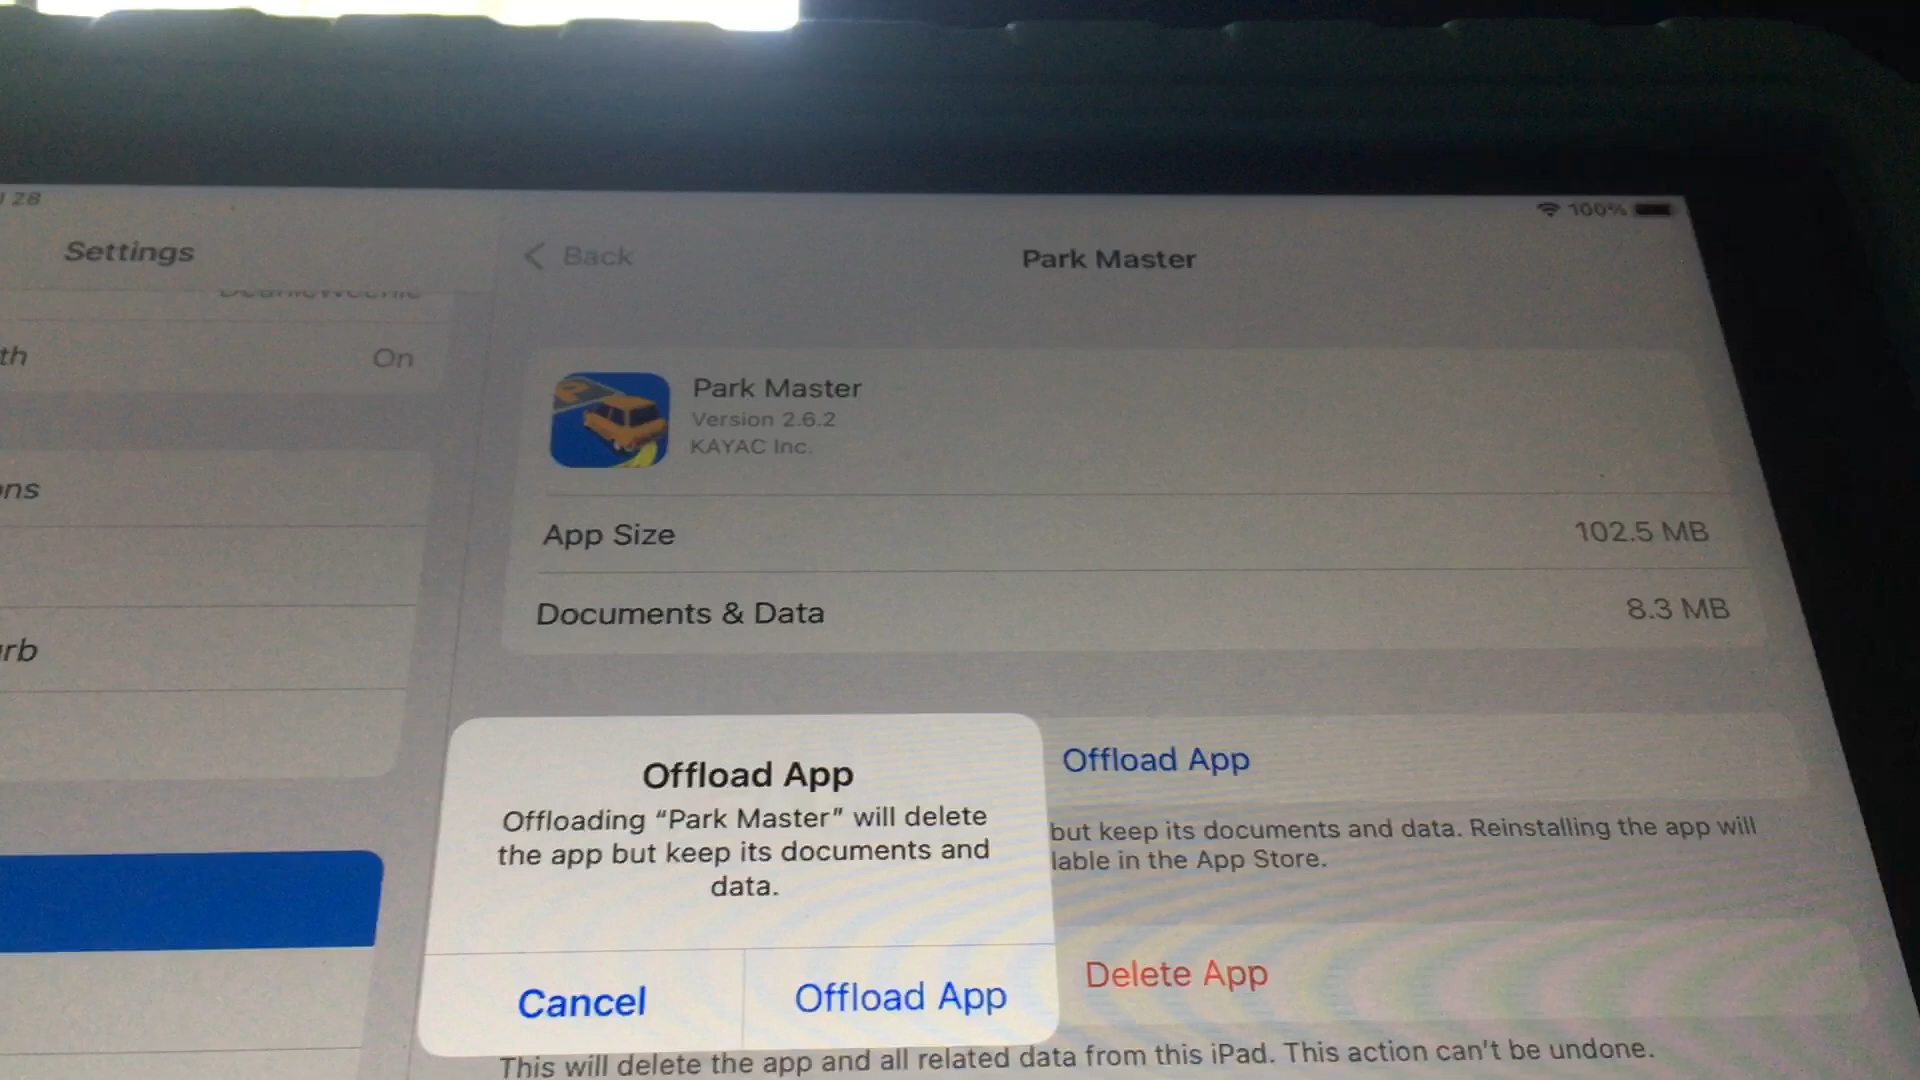 28
100%
Settings
Back
Park Master
th
On
Park Master
Version 2.6.2
KAYAC Inc.
ons
App Size
102.5 MB
Documents & Data
8.3 MB
rb
Offload App
Offload App
Offloading “Park Master” will delete
the app but keep its documents and
data.
but keep its documents and data. Reinstalling the app will
lable in the App Store.
Cancel
Offload App
Delete App
This will delete the app and all related data from this iPad. This action can't be undone.